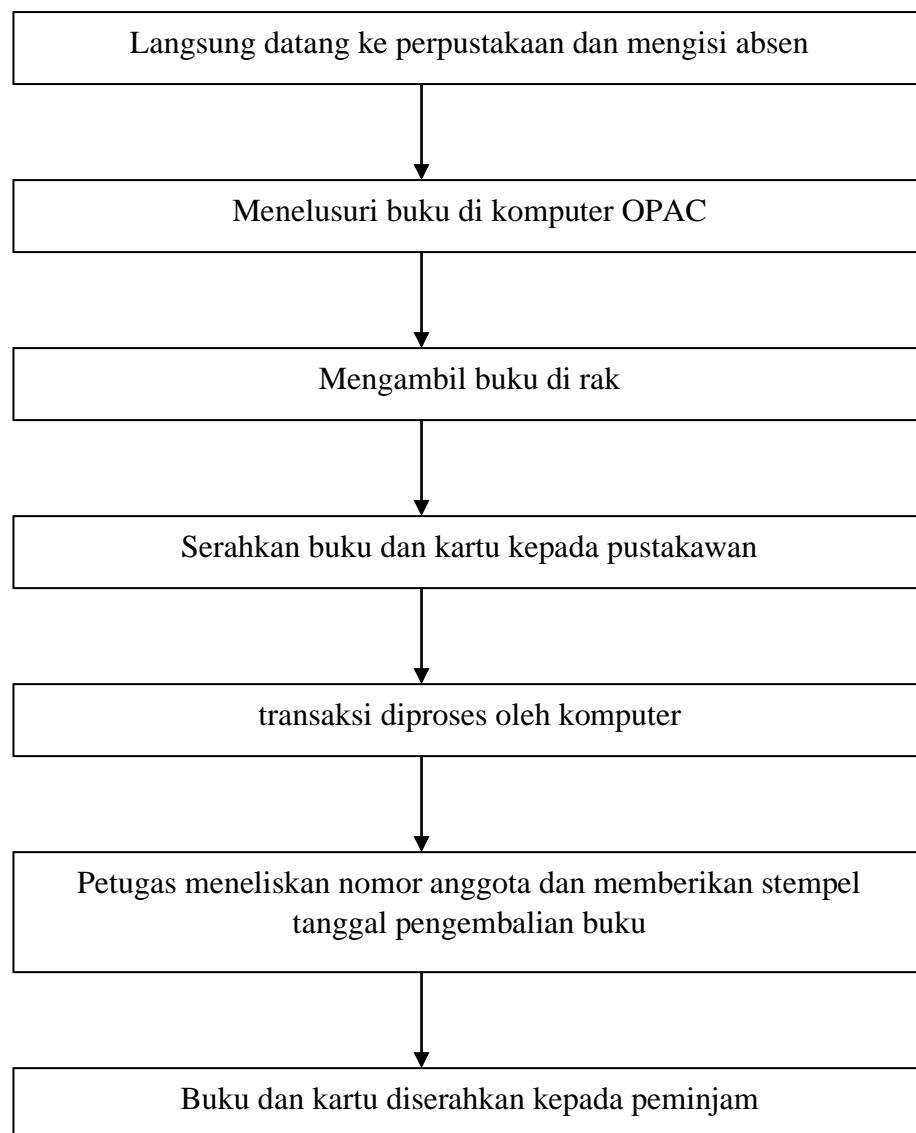 Langsung datang ke perpustakaan dan mengisi absen
Menelusuri buku di komputer OPAC
Mengambil buku di rak
Serahkan buku dan kartu kepada pustakawan
transaksi diproses oleh komputer
Petugas meneliskan nomor anggota dan memberikan stempel
tanggal pengembalian buku
Buku dan kartu diserahkan kepada peminjam